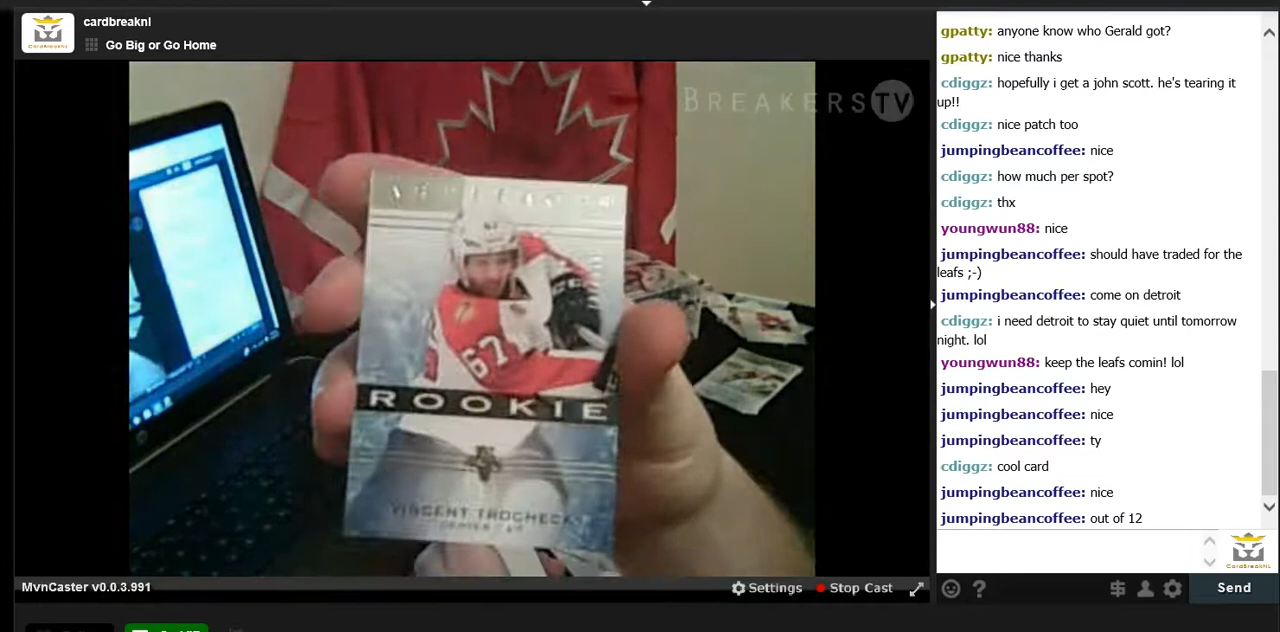 cardbreaknl
Go Big or Go Home
BREAKERS TV
67
ROOKIE
VINCENT TROCHECK
MvnCaster v0.0.3.991
Settings
Stop Cast
gpatty: anyone know who Gerald got?
gpatty: nice thanks
cdiggz: hopefully i get a john scott. he's tearing it
up!!
cdiggz: nice patch too
jumpingbeancoffee: nice
cdiggz: how much per spot?
cdiggz: thx
youngwun88: nice
jumpingbeancoffee: should have traded for the
leafs ;-)
jumpingbeancoffee: come on detroit
cdiggz: i need detroit to stay quiet until tomorrow
night. lol
youngwun88: keep the leafs comin! lol
jumpingbeancoffee: hey
jumpingbeancoffee: nice
jumpingbeancoffee: ty
cdiggz: cool card
jumpingbeancoffee: nice
jumpingbeancoffee: out of 12
CardBreakNL
Send